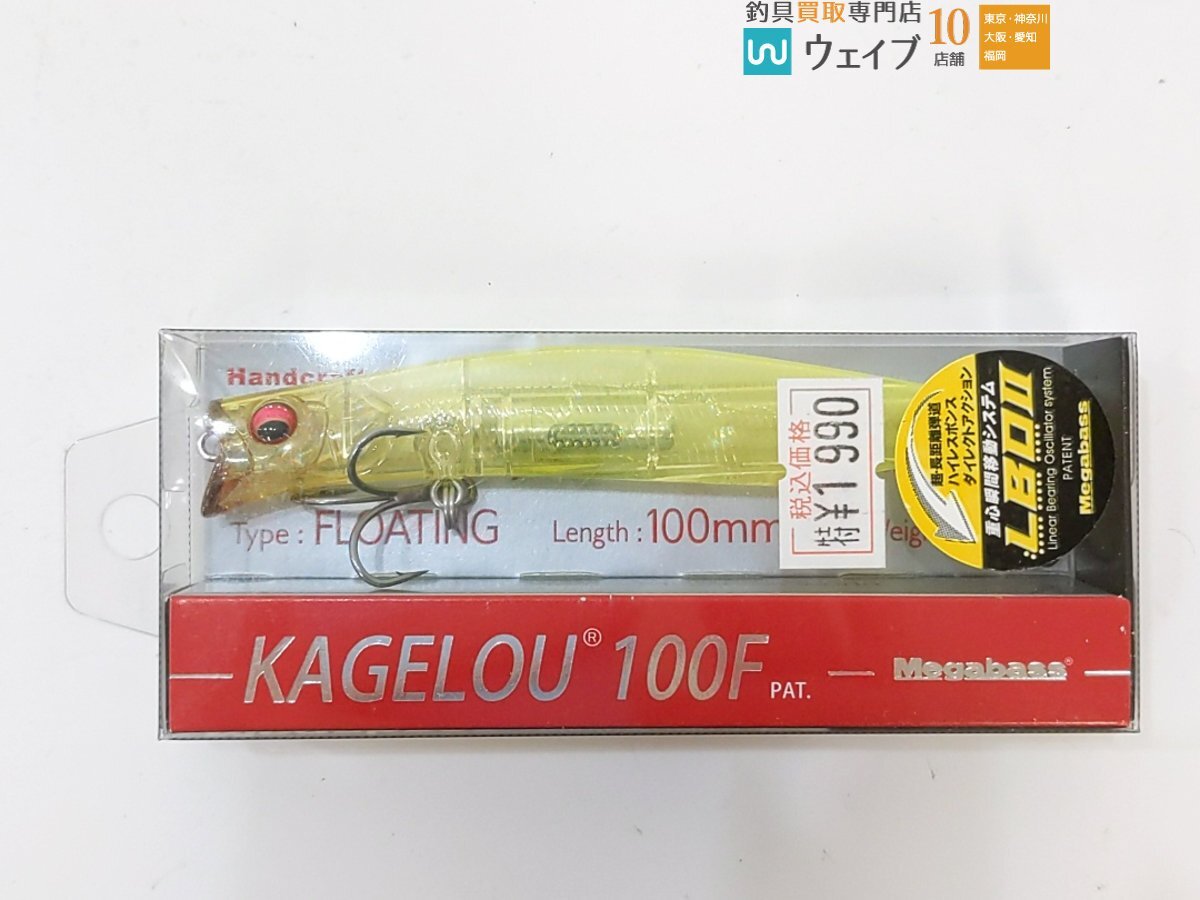 釣具買取専門店
ウェイブ
10
店舗
東京・神奈川
大阪・愛知
福岡
Handcraft
Type : FLOATING
Length : 100mm
Weig
税込価格
特¥1990
超・長距離弾道
ハイレスポンス
ダイレクトアクション
重心瞬間移動システム
LBOII
Linear Bearing Oscillator system
PATENT
Megabass
KAGELOU® 100F PAT.
Megabass®